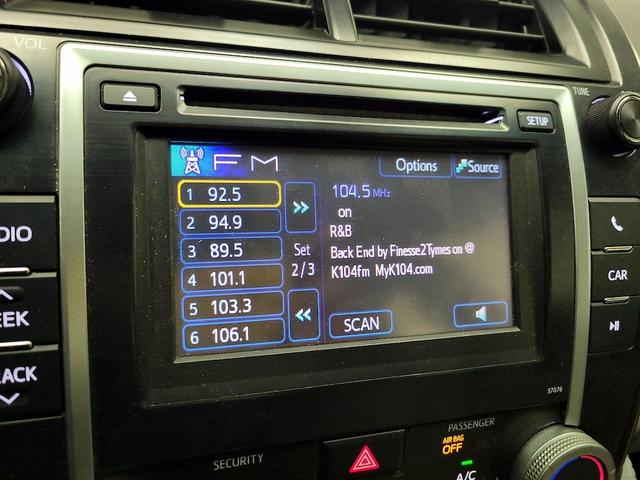 VOL
TUNE
SETUP
FM
Options
Source
1 92.5
2 94.9
3 89.5
4 101.1
5 103.3
6 106.1
Set
2/3
104.5 MHz
on
R&B
Back End by Finesse2Tymes on @
K104fm MyK104.com
SCAN
DIO
EEK
ACK
CAR
57076
SECURITY
PASSENGER
AIR BAG
OFF
A/C